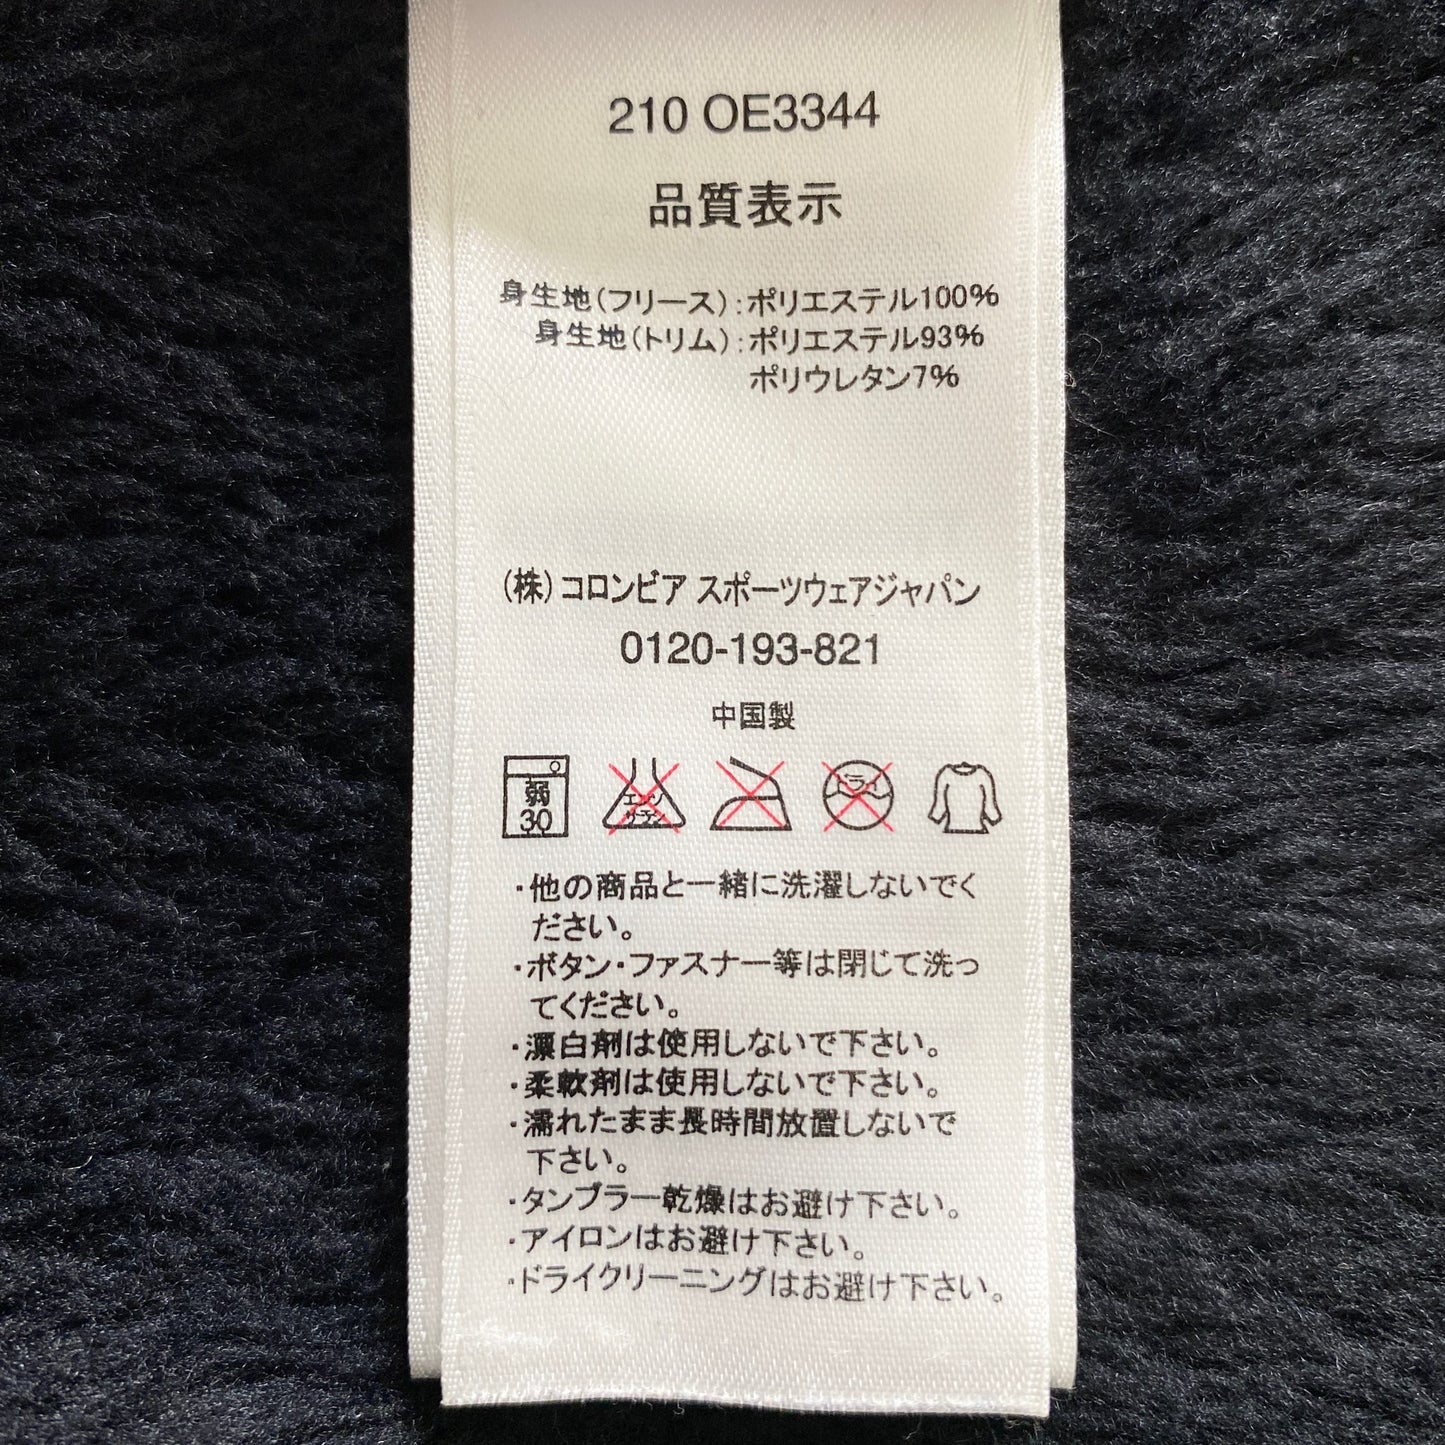 210 OE3344
品質表示
身生地(フリース):ポリエステル100%
身生地(トリム):ポリエステル93%
ポリウレタン7%
(株)コロンビア スポーツウェアジャパン
0120-193-821
中国製
弱
30
エンソ
サラシ
ドライ
・他の商品と一緒に洗濯しないでく
ださい。
・ボタン・ファスナー等は閉じて洗っ
てください。
・漂白剤は使用しないで下さい。
・柔軟剤は使用しないで下さい。
・濡れたまま長時間放置しないで
下さい。
・タンブラー乾燥はお避け下さい。
・アイロンはお避け下さい。
・ドライクリーニングはお避け下さい。